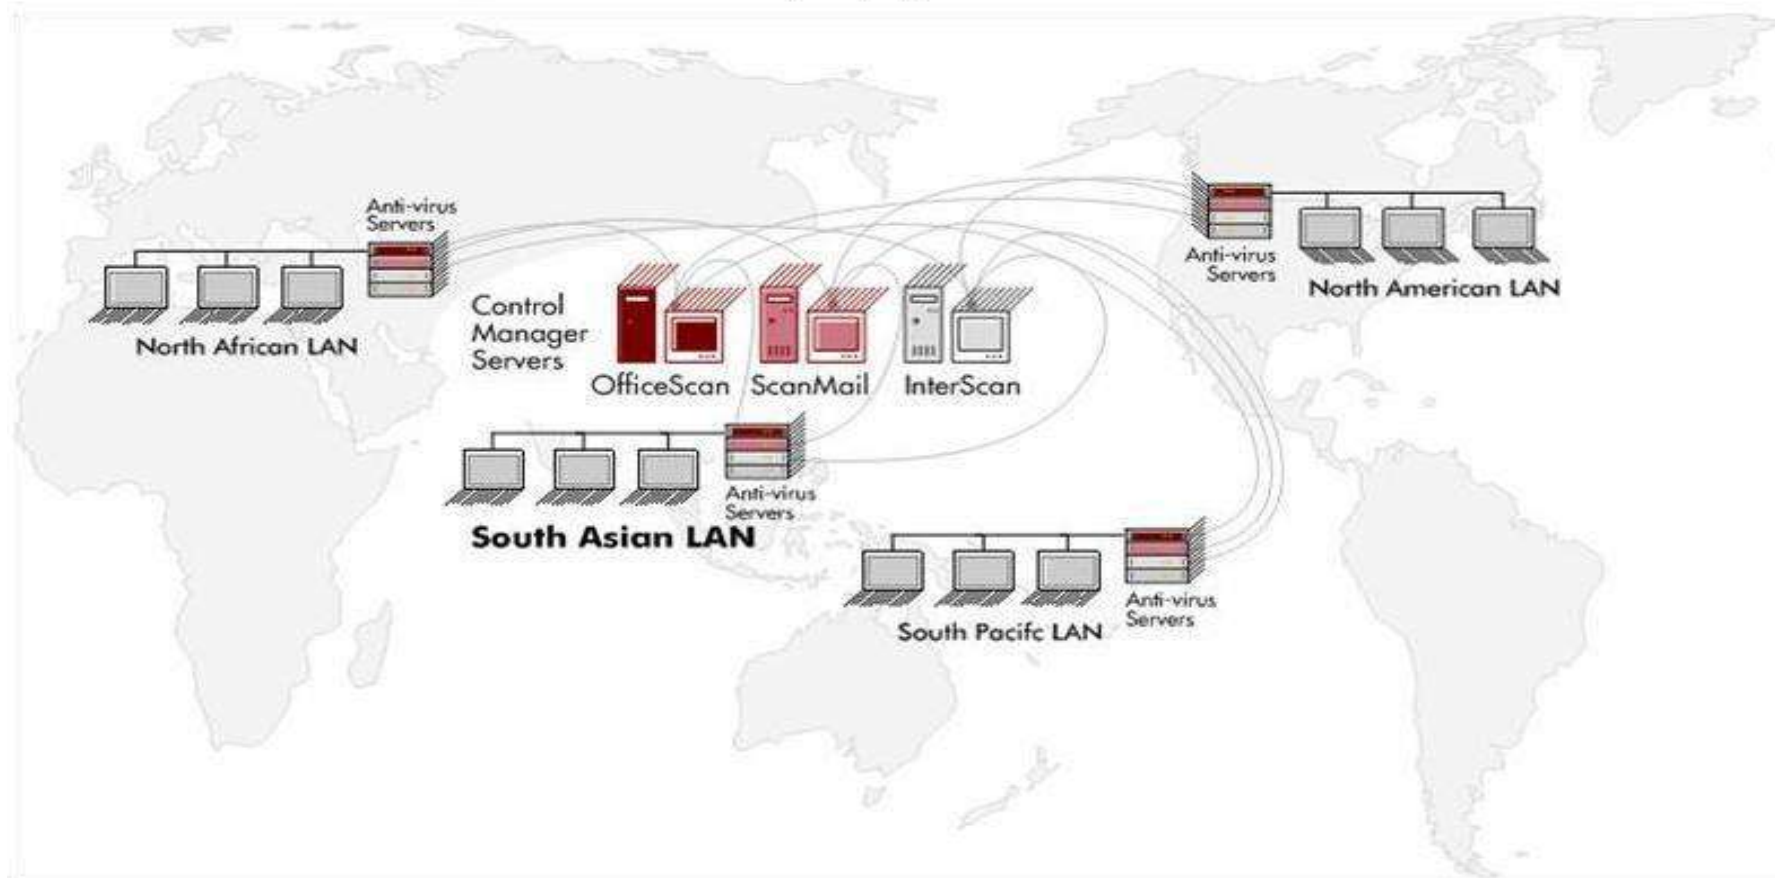 Anti-virus
Servers
North African LAN
Control
Manager
Servers
OfficeScan
ScanMail
InterScan
Anti-virus
Servers
North American LAN
Anti-virus
Servers
South Asian LAN
Anti-virus
Servers
South Pacifc LAN